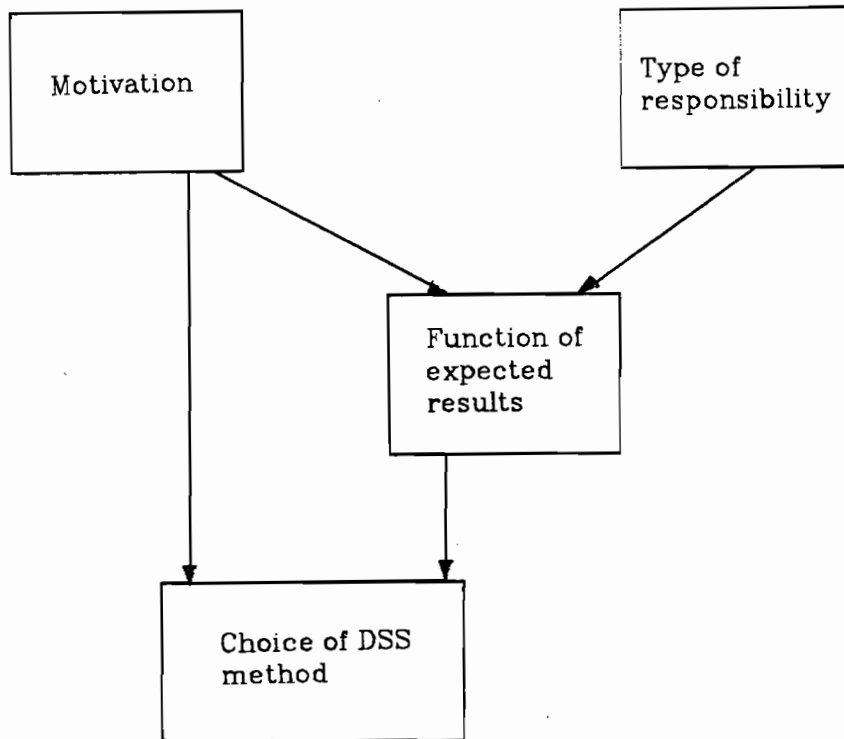 Motivation
Type of
responsibility
Function of
expected
results
Choice of DSS
method